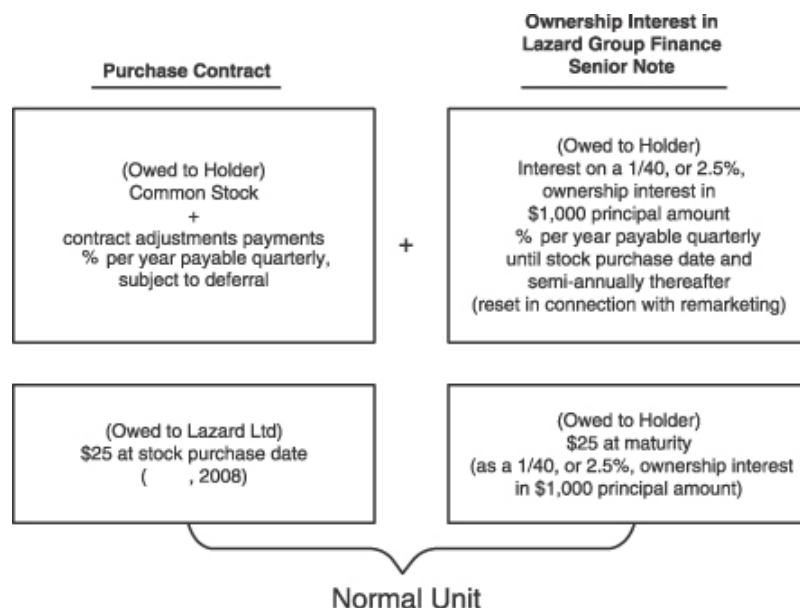 Purchase Contract
Ownership Interest in
Lazard Group Finance
Senior Note
(Owed to Holder)
Common Stock
+
contract adjustments payments
% per year payable quarterly,
subject to deferral
+
(Owed to Holder)
Interest on a 1/40, or 2.5%,
ownership interest in
$1,000 principal amount
% per year payable quarterly
until stock purchase date and
semi-annually thereafter
(reset in connection with remarketing)
(Owed to Lazard Ltd)
$25 at stock purchase date
(    , 2008)
(Owed to Holder)
$25 at maturity
(as a 1/40, or 2.5%, ownership interest
in $1,000 principal amount)
Normal Unit